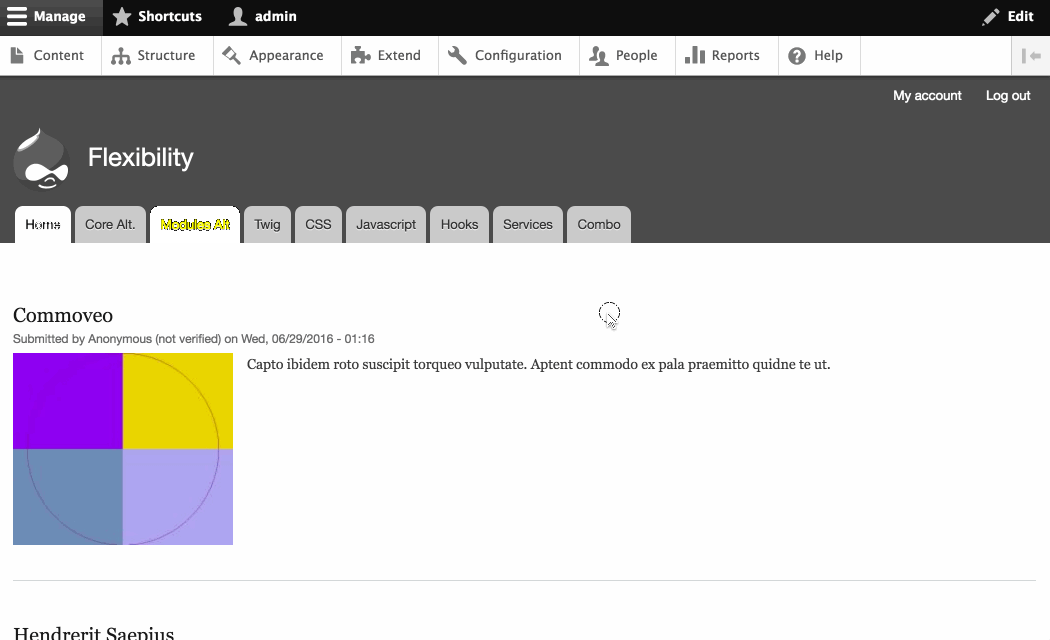 Manage Shortcuts admin Edit
Content Structure Appearance Extend Configuration People Reports Help
My account Log out
Flexibility
Home Core Alt. Modules Alt Twig CSS Javascript Hooks Services Combo
Commoveo
Submitted by Anonymous (not verified) on Wed, 06/29/2016 - 01:16
Capto ibidem roto suscipit torqueo vulputate. Aptent commodo ex pala praemitto quidne te ut.
Hendrerit Saepius